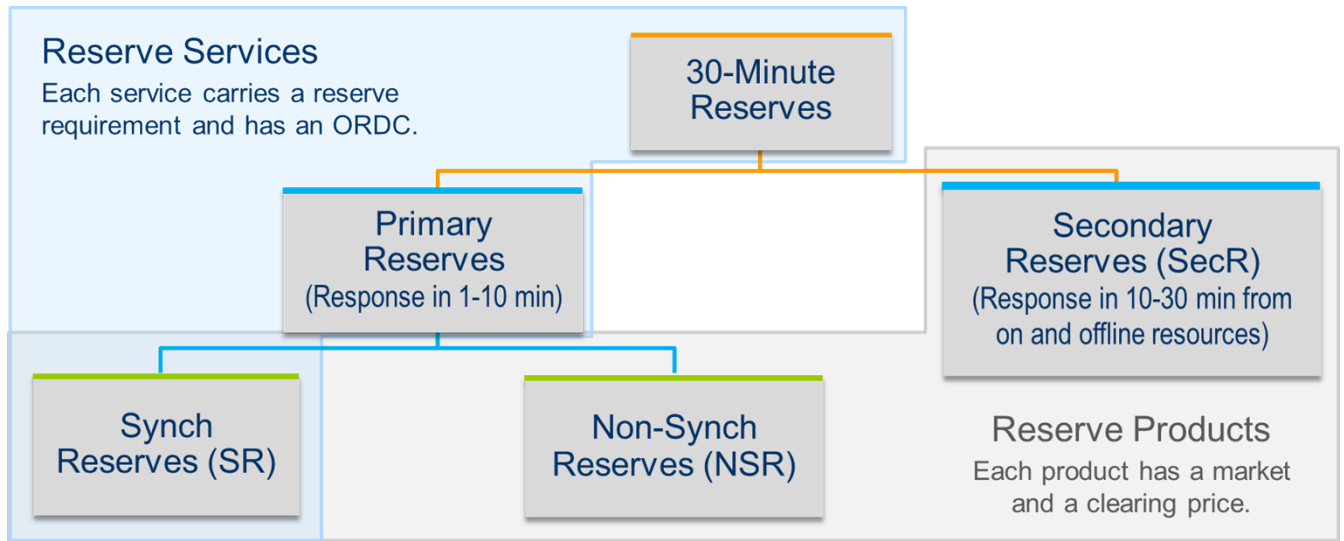 Reserve Services
Each service carries a reserve
requirement and has an ORDC.
30-Minute
Reserves
Primary
Reserves
(Response in 1-10 min)
Secondary
Reserves (SecR)
(Response in 10-30 min from
on and offline resources)
Synch
Reserves (SR)
Non-Synch
Reserves (NSR)
Reserve Products
Each product has a market
and a clearing price.